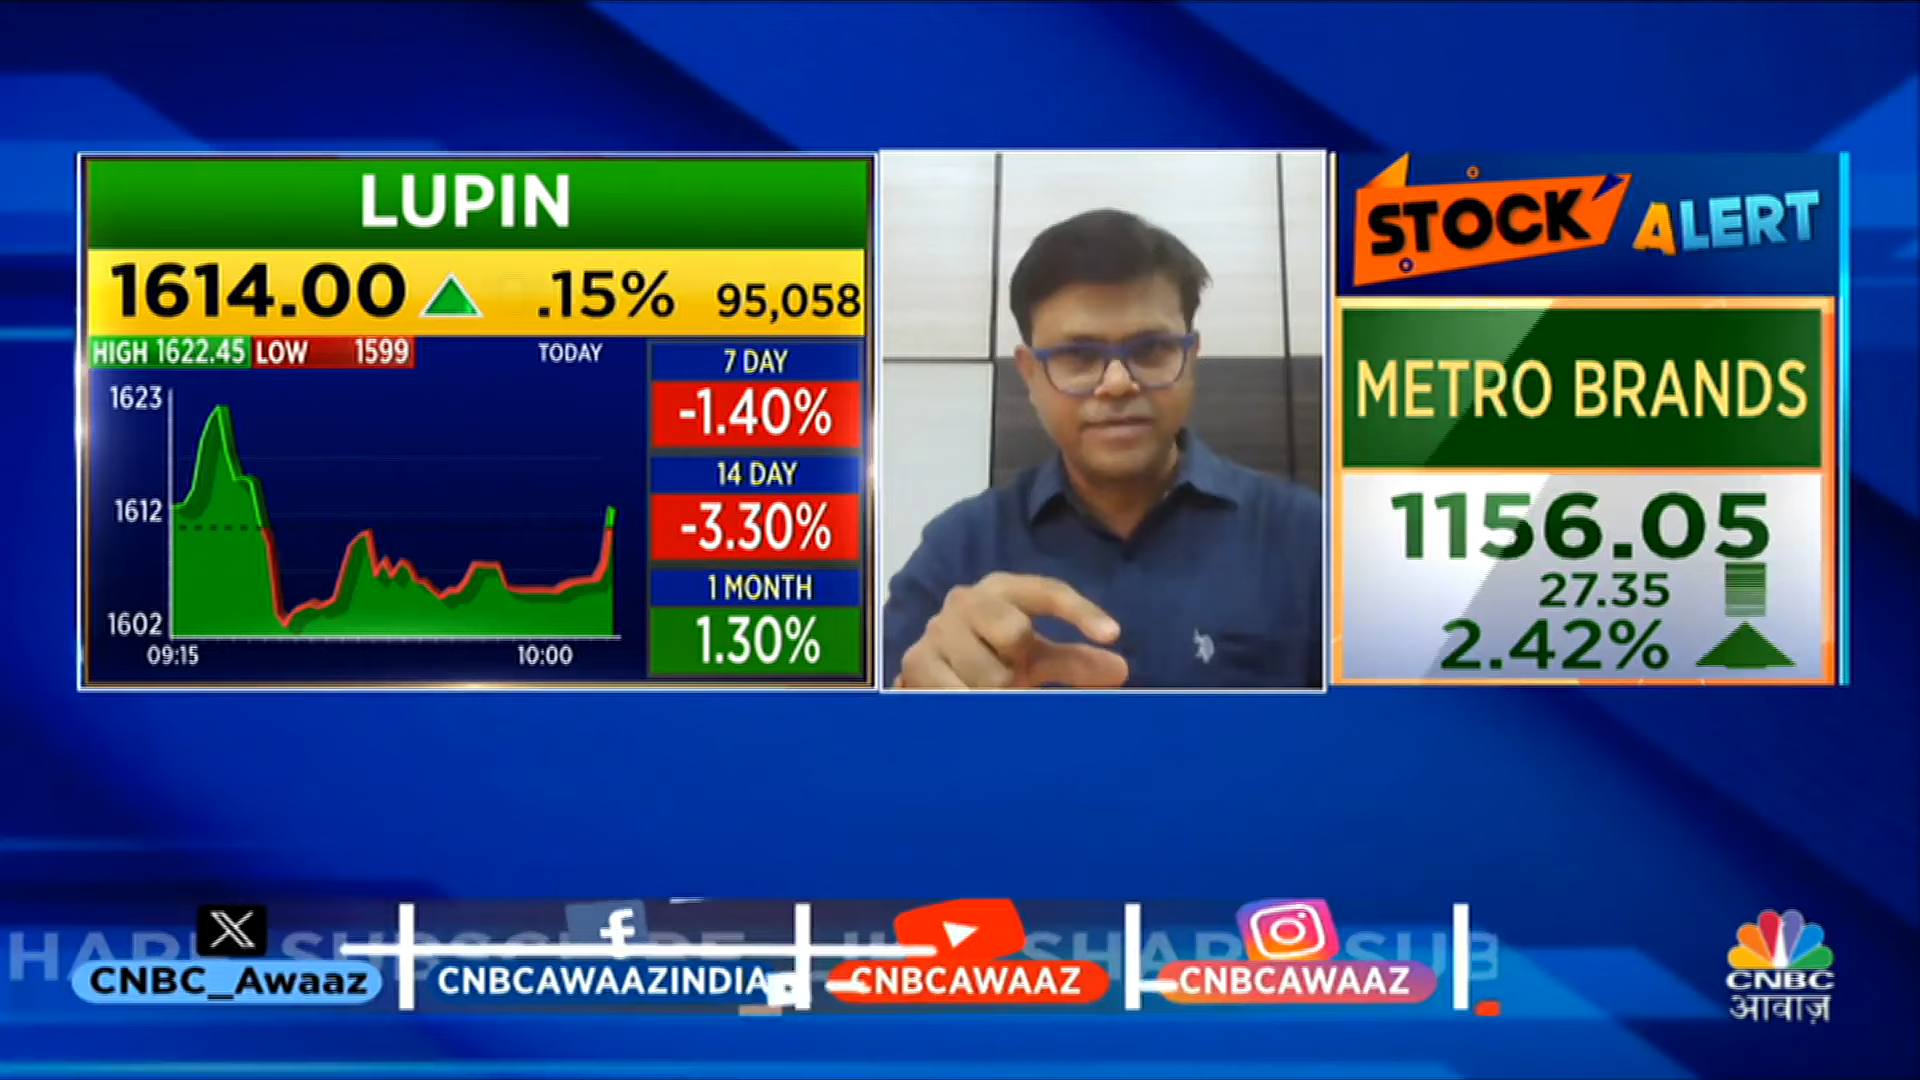 LUPIN
1614.00 .15% 95,058
HIGH 1622.45 LOW 1599 TODAY
1623
1612
1602
09:15 10:00
7 DAY
-1.40%
14 DAY
-3.30%
1 MONTH
1.30%
STOCK ALERT
METRO BRANDS
1156.05
27.35
2.42%
CNBC_Awaaz
CNBCAWAAZINDIA
CNBCAWAAZ
CNBCAWAAZ
CNBC
आवाज़